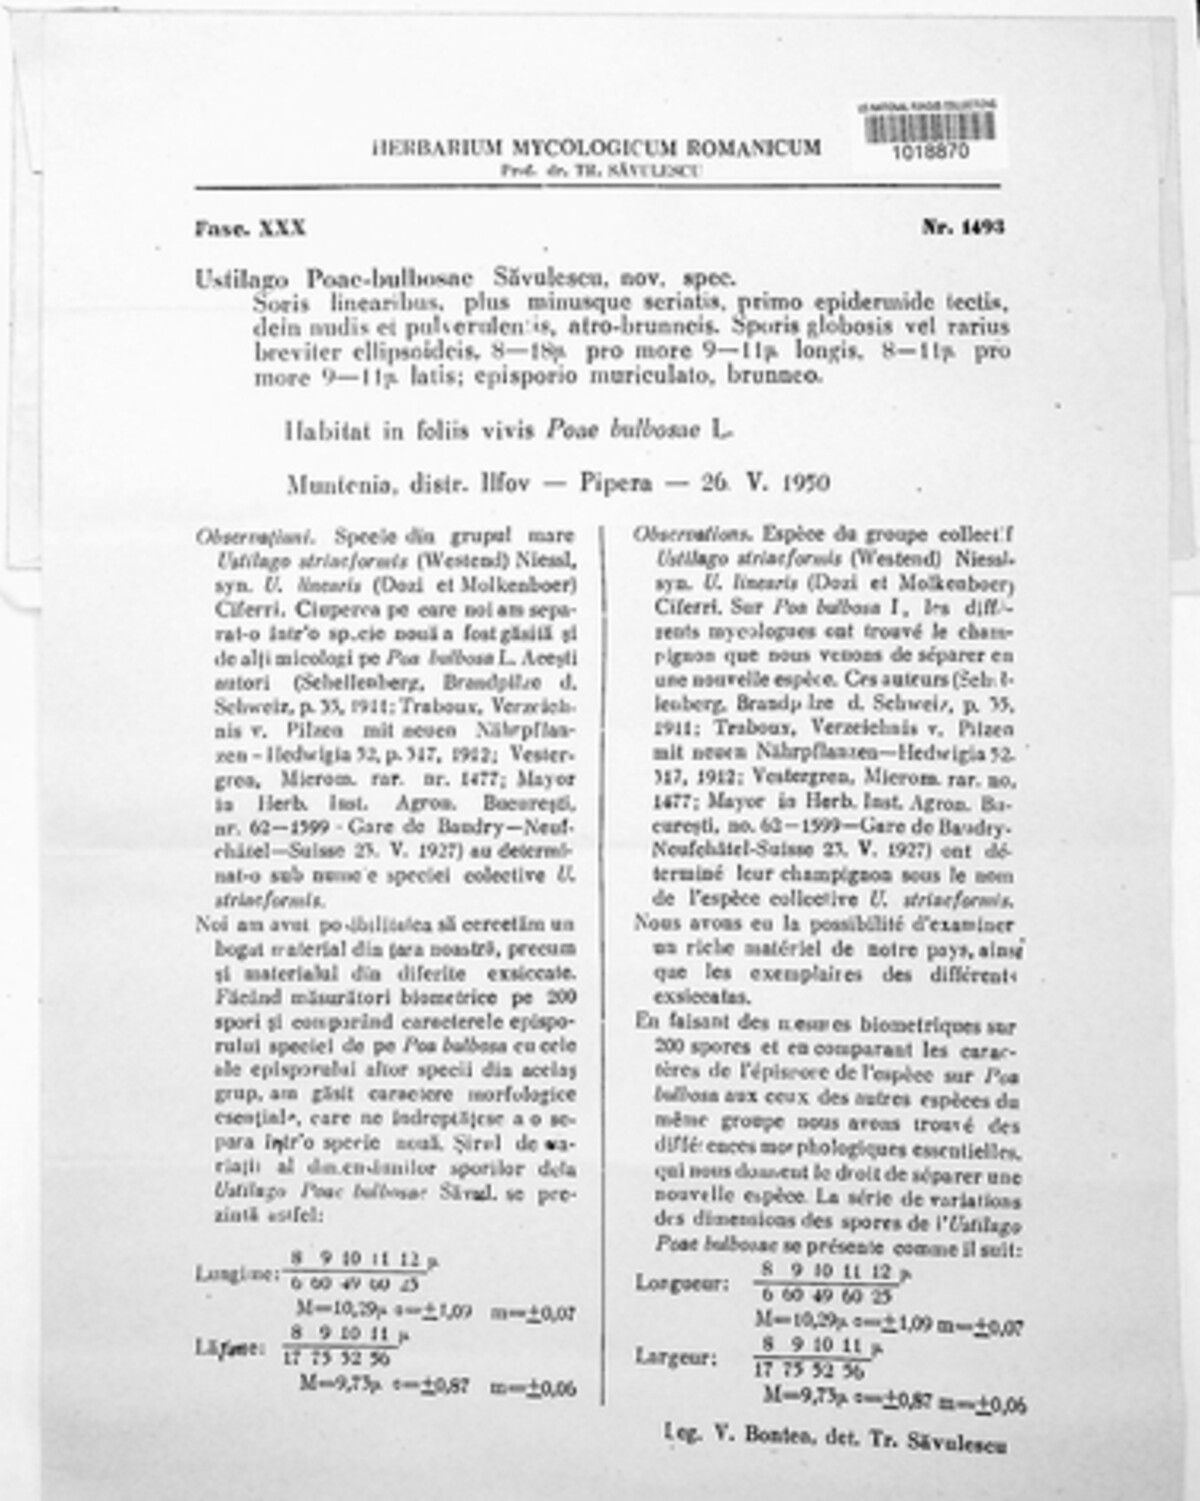 US NATIONAL FUNGUS COLLECTIONS
1018870
HERBARIUM MYCOLOGICUM ROMANICUM
Prof. dr. TR. SĂVULESCU
Fasc. XXX
Nr. 1493
Ustilago Poae-bulbosae Săvulescu, nov. spec.
Soris linearibus, plus minusque seriatis, primo epidermide tectis,
dein nudis et pulverulentis, atro-brunneis. Sporis globosis vel rarius
breviter ellipsoideis, 8—18µ pro more 9—11µ longis, 8—11µ pro
more 9—11µ latis; episporio muriculato, brunneo.
Habitat in foliis vivis Poae bulbosae L.
Muntenia, distr. Ilfov — Pipera — 26. V. 1950
Observațiuni. Specie din grupul mare
Ustilago striaeformis (Westend) Niessl,
syn. U. linearis (Dozi et Molkenboer)
Ciferri. Ciuperca pe care noi am sepa-
rat-o într'o specie nouă a fost găsită și
de alți micologi pe Poa bulbosa L. Acești
autori (Schellenberg, Brandpilze d.
Schweiz, p. 33, 1911; Traboux, Verzeich-
nis v. Pilzen mit neuen Nährpflan-
zen - Hedwigia 52, p. 317, 1912; Vester-
gren, Microm. rar. nr. 1477; Mayor
in Herb. Inst. Agron. București,
nr. 62—1599 - Gare de Baudry—Neuf-
châtel—Suisse 23. V. 1927) au determi-
nat-o sub numele speciei colective U.
striaeformis.
Noi am avut posibilitatea să cercetăm un
bogat material din țara noastră, precum
și materialul din diferite exsiccate.
Făcând măsurători biometrice pe 200
spori și comparînd caracterele epispo-
rului speciei de pe Poa bulbosa cu cele
ale episporului altor specii din acelaș
grup, am găsit caractere morfologice
esențiale, care ne îndreptățesc a o se-
para într'o specie nouă. Șirul de va-
riații al dimensiunilor sporilor dela
Ustilago Poae bulbosae Săvul. se pre-
zintă astfel:
8 9 10 11 12 µ
Lungime:
6 60 49 60 25
M=10,29µ σ=±1,09 m=±0,07
8 9 10 11 µ
Lățime:
17 75 52 56
M=9,73µ σ=±0,87 m=±0,06
Observations. Espèce du groupe collectif
Ustilago striaeformis (Westend) Niessl.
syn. U. linearis (Dozi et Molkenboer)
Ciferri. Sur Poa bulbosa L, les diffé-
rents mycologues ont trouvé le cham-
pignon que nous venons de séparer en
une nouvelle espèce. Ces auteurs (Schel-
lenberg, Brandpilze d. Schweiz, p. 33,
1911; Traboux, Verzeichnis v. Pilzen
mit neuen Nährpflanzen—Hedwigia 52.
317, 1912; Vestergren, Microm. rar. no.
1477; Mayor in Herb. Inst. Agron. Bu-
curești, no. 62—1599—Gare de Baudry-
Neufchâtel-Suisse 23. V. 1927) ont dé-
terminé leur champignon sous le nom
de l'espèce collective U. striaeformis.
Nous avons eu la possibilité d'examiner
un riche matériel de notre pays, ainsi
que les exemplaires des différents
exsiccatas.
En faisant des mesures biometriques sur
200 spores et en comparant les carac-
tères de l'épispore de l'espèce sur Poa
bulbosa aux ceux des autres espèces du
même groupe nous avons trouvé des
différences morphologiques essentielles,
qui nous donnent le droit de séparer une
nouvelle espèce. La série de variations
des dimensions des spores de l'Ustilago
Poae bulbosae se présente comme il suit:
8 9 10 11 12 µ
Longueur:
6 60 49 60 25
M=10,29µ σ=±1,09 m=±0,07
8 9 10 11 µ
Largeur:
17 75 52 56
M=9,73µ σ=±0,87 m=±0,06
Leg. V. Bontea, det. Tr. Săvulescu